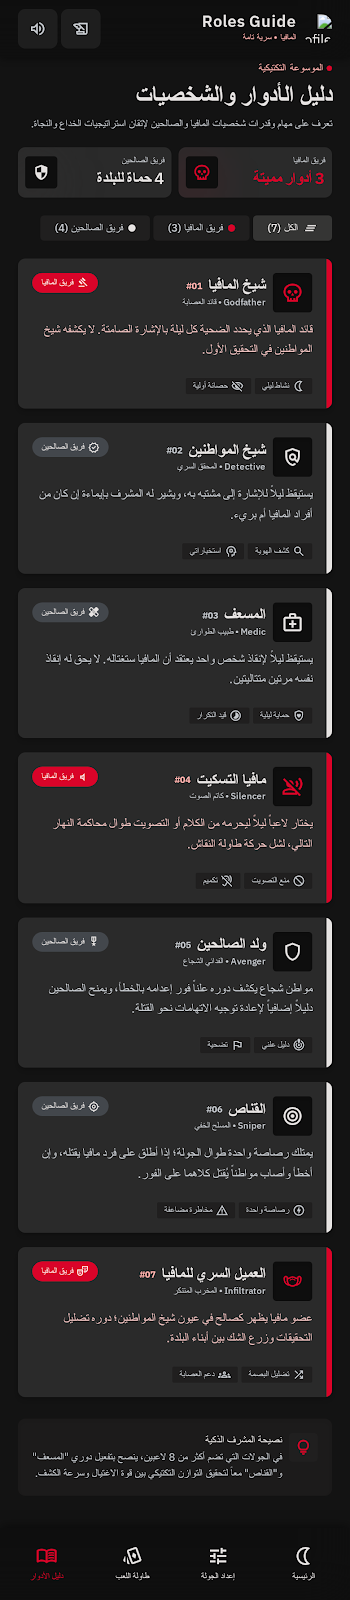 Roles Guide
المافيا • سرية تامة
الموسوعة التكتيكية
دليل الأدوار والشخصيات
تعرف على مهام وقدرات شخصيات المافيا والصالحين لإتقان استراتيجيات الخداع والنجاة.
فريق المافيا
3 أدوار مميتة
فريق الصالحين
4 حماة للبلدة
الكل (7)
فريق المافيا (3)
فريق الصالحين (4)
شيخ المافيا #01
Godfather • قائد العصابة
فريق المافيا
قائد المافيا الذي يحدد الضحية كل ليلة بالإشارة الصامتة. لا يكشفه شيخ
المواطنين في التحقيق الأول.
نشاط ليلي
حصانة أولية
شيخ المواطنين #02
Detective • المحقق السري
فريق الصالحين
يستيقظ ليلاً للإشارة إلى مشتبه به، ويشير له المشرف بإيماءة إن كان من
أفراد المافيا أم بريء.
كشف الهوية
استخباراتي
المسعف #03
Medic • طبيب الطوارئ
فريق الصالحين
يستيقظ ليلاً لإنقاذ شخص واحد يعتقد أن المافيا ستغتاله. لا يحق له إنقاذ
نفسه مرتين متتاليتين.
حماية ليلية
قيد التكرار
مافيا التسكيت #04
Silencer • كاتم الصوت
فريق المافيا
يختار لاعباً ليلاً ليحرمه من الكلام أو التصويت طوال محاكمة النهار
التالي، لشل حركة طاولة النقاش.
منع التصويت
تكميم
ولد الصالحين #05
Avenger • الفدائي الشجاع
فريق الصالحين
مواطن شجاع يكشف دوره علناً فور إعدامه بالخطأ، ويمنح الصالحين
دليلاً إضافياً لإعادة توجيه الاتهامات نحو القتلة.
دليل علني
تضحية
القناص #06
Sniper • المسلح الخفي
فريق الصالحين
يمتلك رصاصة واحدة طوال الجولة؛ إذا أطلق على فرد مافيا يقتله، وإن
أخطأ وأصاب مواطناً يُقتل كلاهما على الفور.
رصاصة واحدة
مخاطرة مضاعفة
العميل السري للمافيا #07
Infiltrator • المخرب المتنكر
فريق المافيا
عضو مافيا يظهر كصالح في عيون شيخ المواطنين؛ دوره تضليل
التحقيقات وزرع الشك بين أبناء البلدة.
تضليل البصمة
دعم العصابة
نصيحة المشرف الذكية
في الجولات التي تضم أكثر من 8 لاعبين، ينصح بتفعيل دوري "المسعف"
و"القناص" معاً لتحقيق التوازن التكتيكي بين قوة الاغتيال وسرعة الكشف.
الرئيسية
إعداد الجولة
طاولة اللعب
دليل الأدوار